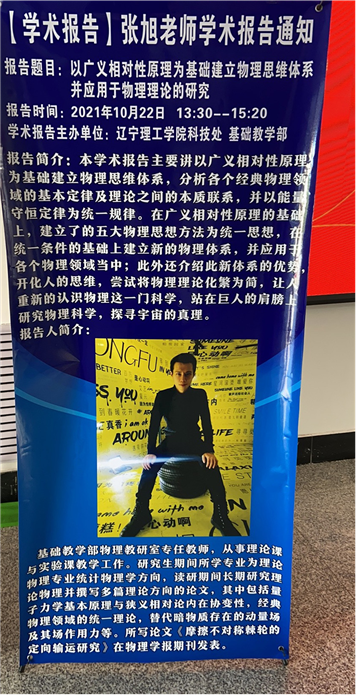 【学术报告】张旭老师学术报告通知
报告题目：以广义相对性原理为基础建立物理思维体系
并应用于物理理论的研究
报告时间：2021年10月22日 13:30--15:20
学术报告主办单位：辽宁理工学院科技处 基础教学部
报告简介：本学术报告主要讲以广义相对性原理
为基础建立物理思维体系，分析各个经典物理领
域的基本定律及理论之间的本质联系，并以能量
守恒定律为统一规律。在广义相对性原理的基础
上，建立了的五大物理思想方法为统一思想，在
统一条件的基础上建立新的物理体系，并应用于
各个物理领域当中；此外还介绍此新体系的优势，
开化人的思维，尝试将物理理论化繁为简，让人
重新的认识物理这一门科学，站在巨人的肩膀上
研究物理科学，探寻宇宙的真理。
报告人简介：
ONGFU
BETTER
童心动
AROUN
LIFE
GALAXY
EST
home with me
心动啊
吃糕！童心动啊
基础教学部物理教研室专任教师，从事理论课
与实验课教学工作。研究生期间所学专业为理论
物理专业统计物理学方向，读研期间长期研究理
论物理并撰写多篇理论方向的论文，其中包括量
子力学基本原理与狭义相对论内在协变性，经典
物理领域的统一理论，替代暗物质存在的动量场
及其场作用力等。所写论文《摩擦不对称棘轮的
定向输运研究》在物理学报期刊发表。